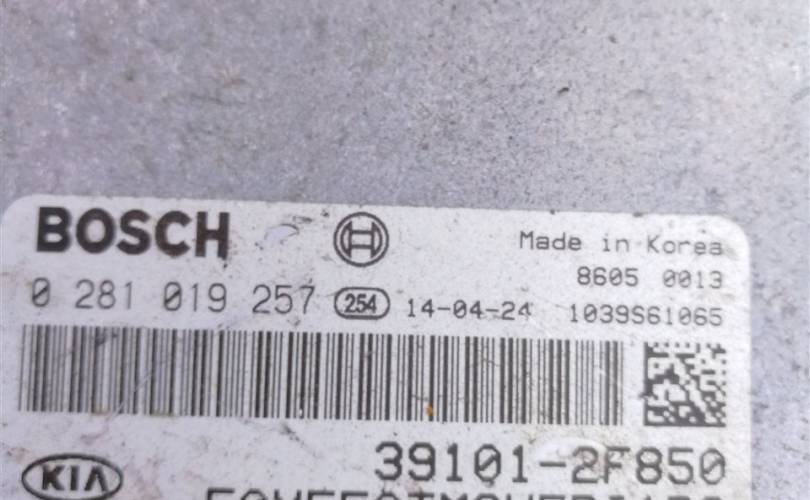 BOSCH
Made in Korea
8605 0013
0 281 019 257 254 14-04-24 1039S61065
39101-2F850
KIA